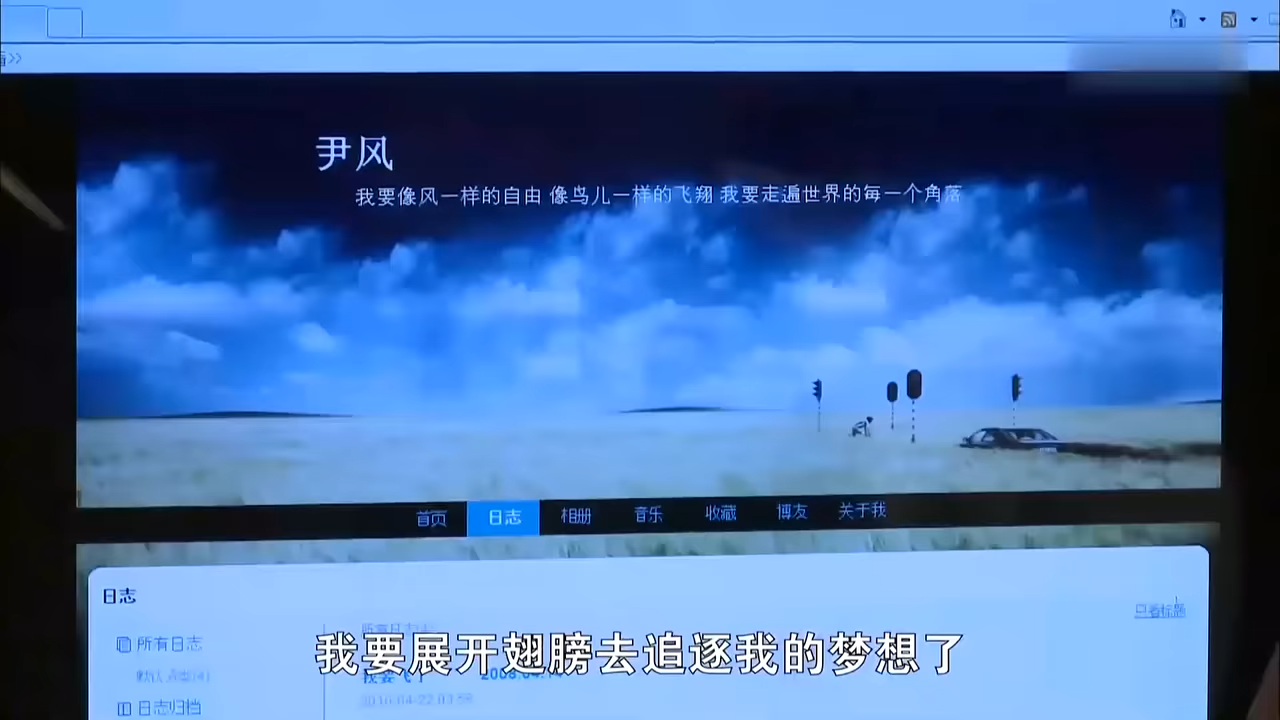 尹风
我要像风一样的自由 像鸟儿一样的飞翔 我要走遍世界的每一个角落
首页 日志 相册 音乐 收藏 博友 关于我
日志
只看标题
所有日志
我要展开翅膀去追逐我的梦想了
日志归档